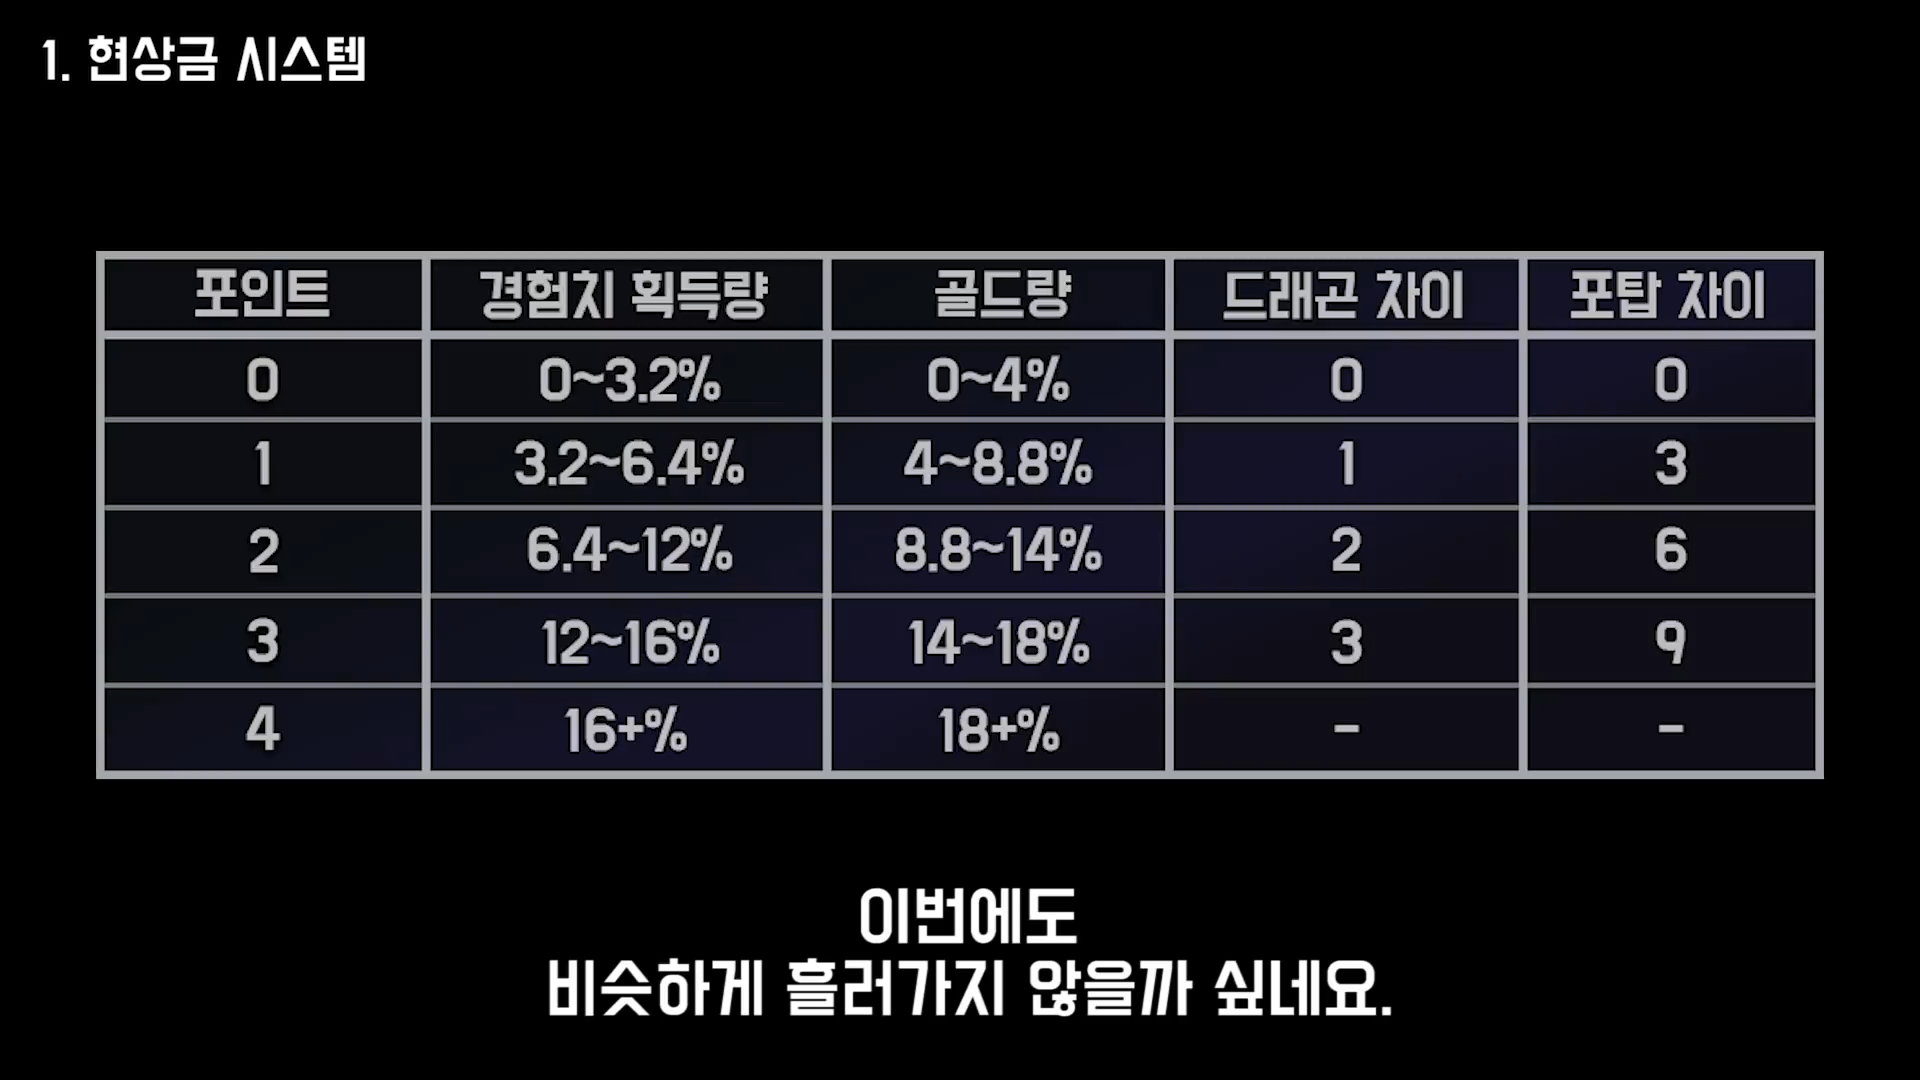 1. 현상금 시스템
포인트 경험치 획득량 골드량 드래곤 차이 포탑 차이
0 0~3.2% 0~4% 0 0
1 3.2~6.4% 4~8.8% 1 3
2 6.4~12% 8.8~14% 2 6
3 12~16% 14~18% 3 9
4 16+% 18+% - -
이번에도
비슷하게 흘러가지 않을까 싶네요.